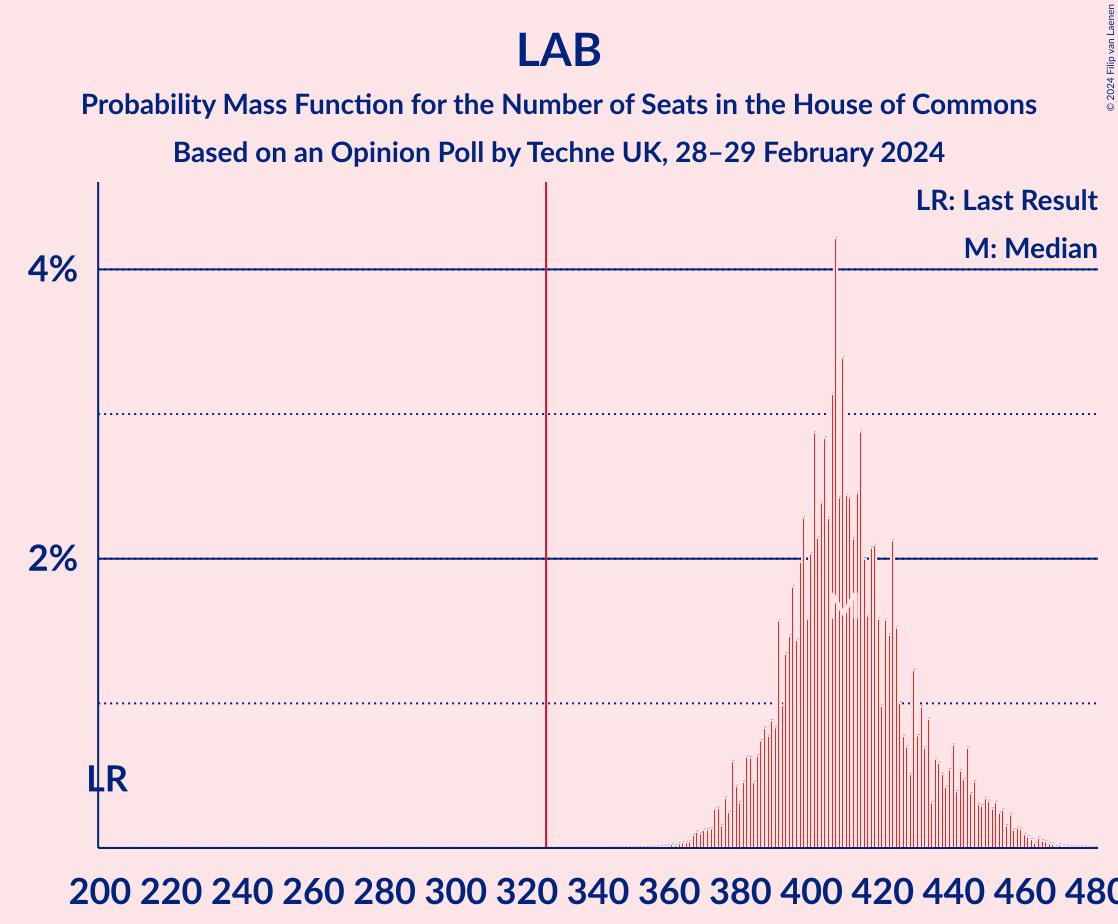 LAB
Probability Mass Function for the Number of Seats in the House of Commons
Based on an Opinion Poll by Techne UK, 28–29 February 2024
© 2024 Filip van Laenen
LR: Last Result
M: Median
4%
2%
LR
M
200 220 240 260 280 300 320 340 360 380 400 420 440 460 480